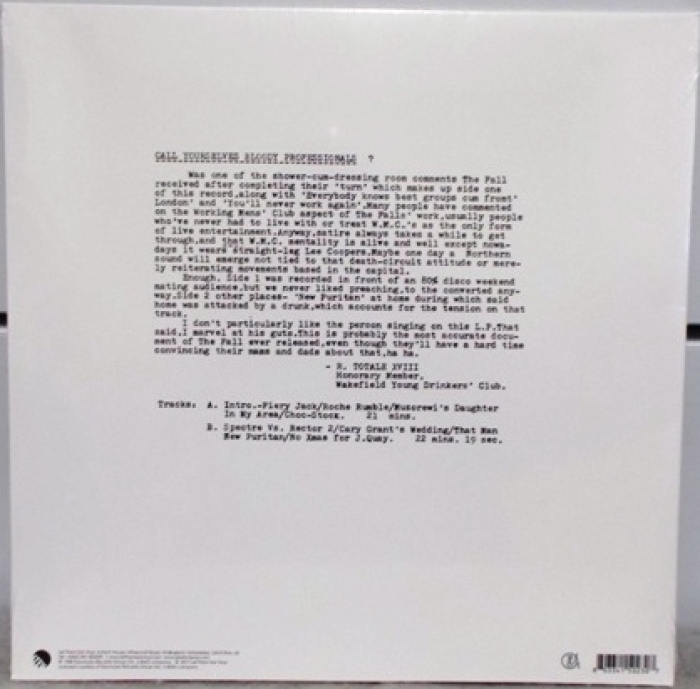 CALL YOURSELVES BLOODY PROFESSIONALS ?
Was one of the shower-cum-dressing room comments The Fall
received after completing their 'turn' which makes up side one
of this record,along with 'Everybody knows best groups cum front
London' and 'You'll never work again'.Many people have commented
on the Working Mens' Club aspect of The Falls' work,usually people
who've never had to live with or treat W.M.C.'s as the only form
of live entertainment.Anyway,satire always takes a while to get
through,and that W.M.C. mentality is alive and well except nowa-
days it wears straight-leg Lee Coopers.Maybe one day a Northern
sound will emerge not tied to that death-circuit attitude or mere-
ly reiterating movements based in the capital.
Enough. Side 1 was recorded in front of an 80% disco weekend
mating audience,but we never liked preaching,to the converted any-
way.Side 2 other places- 'New Puritan' at home during which said
home was attacked by a drunk,which accounts for the tension on that
track.
I don't particularly like the person singing on this L.P.That
said,I marvel at his guts.This is probably the most accurate docu-
ment of The Fall ever released,even though they'll have a hard time
convincing their mams and dads about that,ha ha.
- R. TOTALE XVIII
Honorary Member,
Wakefield Young Drinkers' Club.
Tracks: A. Intro.-Fiery Jack/Roche Rumble/Muzorewi's Daughter
In My Area/Choc-Stock. 21 mins.
B. Spectre Vs. Rector 2/Cary Grant's Wedding/That Man
New Puritan/No Xmas for J.Quay. 22 mins. 19 sec.